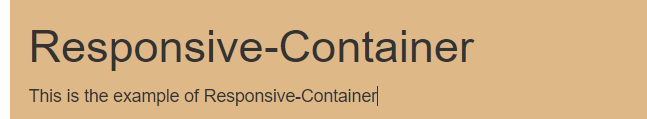 Responsive-Container
This is the example of Responsive-Container